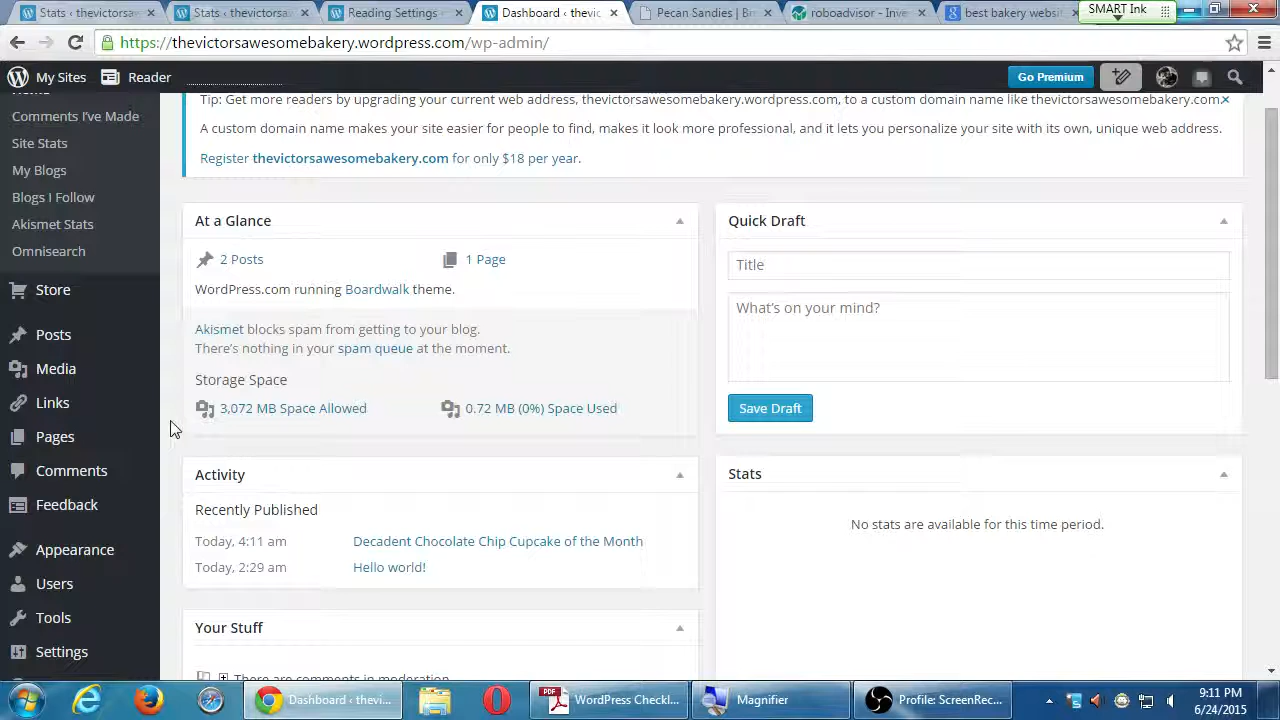 Stats ‹ thevictorsa
Stats ‹ thevictorsa
Reading Settings
Dashboard ‹ thevic
Pecan Sandies | Br
roboadvisor - Inve
best bakery websi
SMART Ink
https://thevictorsawesomebakery.wordpress.com/wp-admin/
My Sites
Reader
Go Premium
Comments I've Made
Site Stats
My Blogs
Blogs I Follow
Akismet Stats
Omnisearch
Store
Posts
Media
Links
Pages
Comments
Feedback
Appearance
Users
Tools
Settings
Tip: Get more readers by upgrading your current web address, thevictorsawesomebakery.wordpress.com, to a custom domain name like thevictorsawesomebakery.com
A custom domain name makes your site easier for people to find, makes it look more professional, and it lets you personalize your site with its own, unique web address.
Register thevictorsawesomebakery.com for only $18 per year.
At a Glance
2 Posts
1 Page
WordPress.com running Boardwalk theme.
Akismet blocks spam from getting to your blog.
There's nothing in your spam queue at the moment.
Storage Space
3,072 MB Space Allowed
0.72 MB (0%) Space Used
Activity
Recently Published
Today, 4:11 am Decadent Chocolate Chip Cupcake of the Month
Today, 2:29 am Hello world!
Your Stuff
There are comments in moderation
Quick Draft
Title
What's on your mind?
Save Draft
Stats
No stats are available for this time period.
Dashboard ‹ thevi...
WordPress Checkl...
Magnifier
Profile: ScreenRec...
9:11 PM
6/24/2015